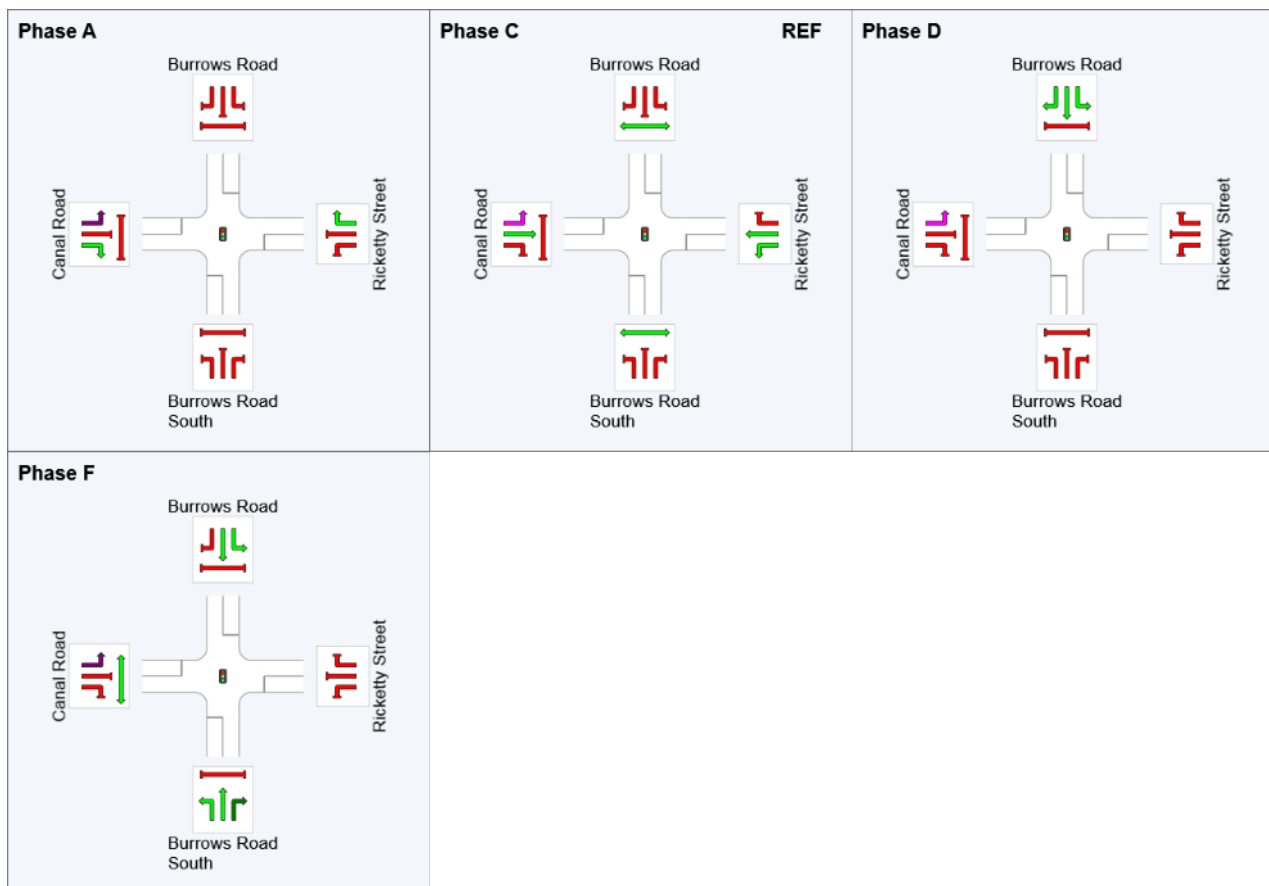 Phase A
Burrows Road
Canal Road
Ricketty Street
Burrows Road
South
Phase C REF
Burrows Road
Canal Road
Ricketty Street
Burrows Road
South
Phase D
Burrows Road
Canal Road
Ricketty Street
Burrows Road
South
Phase F
Burrows Road
Canal Road
Ricketty Street
Burrows Road
South